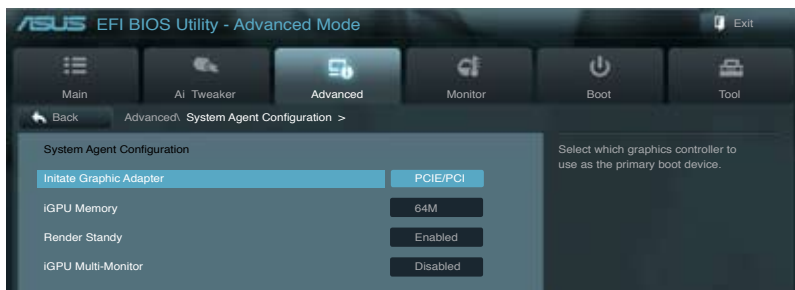 ASUS EFI BIOS Utility - Advanced Mode
Exit
Main
Ai Tweaker
Advanced
Monitor
Boot
Tool
Back
Advanced\ System Agent Configuration >
System Agent Configuration
Initate Graphic Adapter PCIE/PCI
iGPU Memory 64M
Render Standy Enabled
iGPU Multi-Monitor Disabled
Select which graphics controller to
use as the primary boot device.